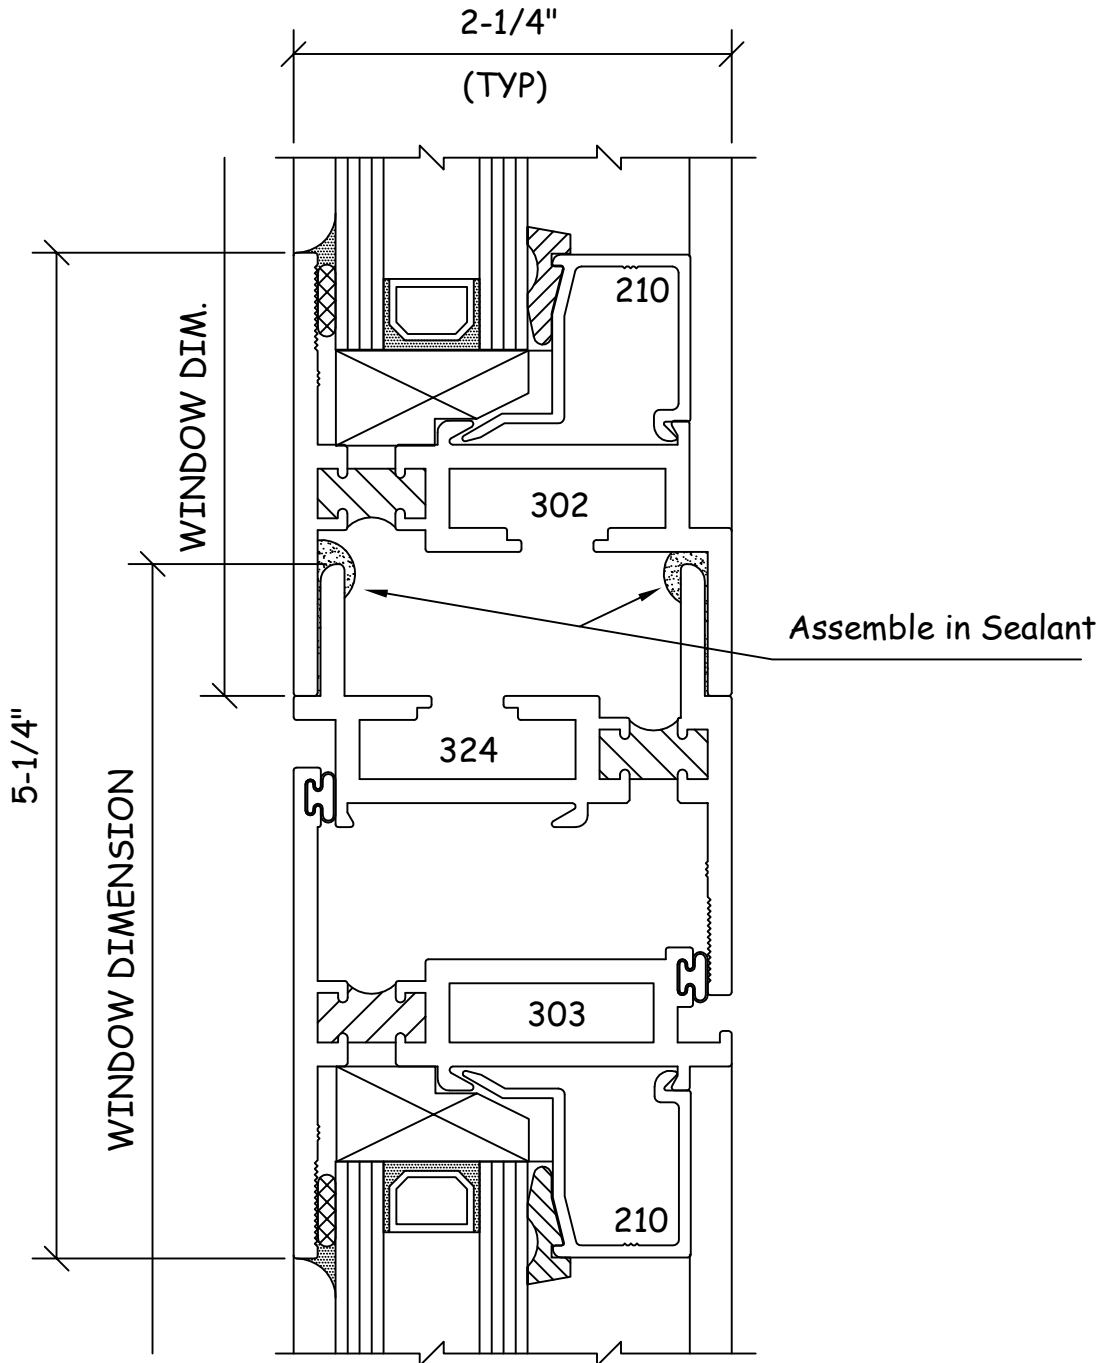 2-1/4"
(TYP)
210
WINDOW DIM.
302
Assemble in Sealant
5-1/4"
324
WINDOW DIMENSION
303
210